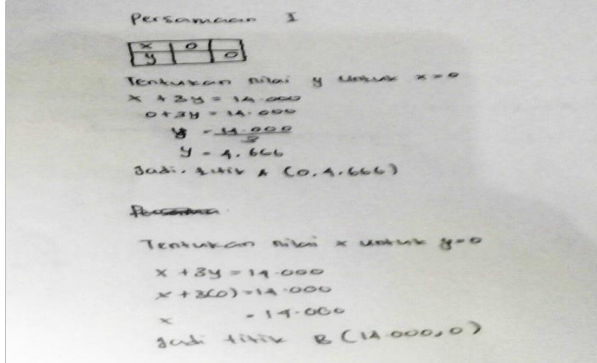 Persamaan I
x 0
y 0
Tentukan nilai y untuk x=0
x + 3y = 14.000
0 + 3y = 14.000
y = 14.000
3
y = 4.666
Jadi, titik A (0, 4.666)
Tentukan nilai x untuk y=0
x + 3y = 14.000
x + 3(0) = 14.000
x = 14.000
Jadi titik B (14.000, 0)